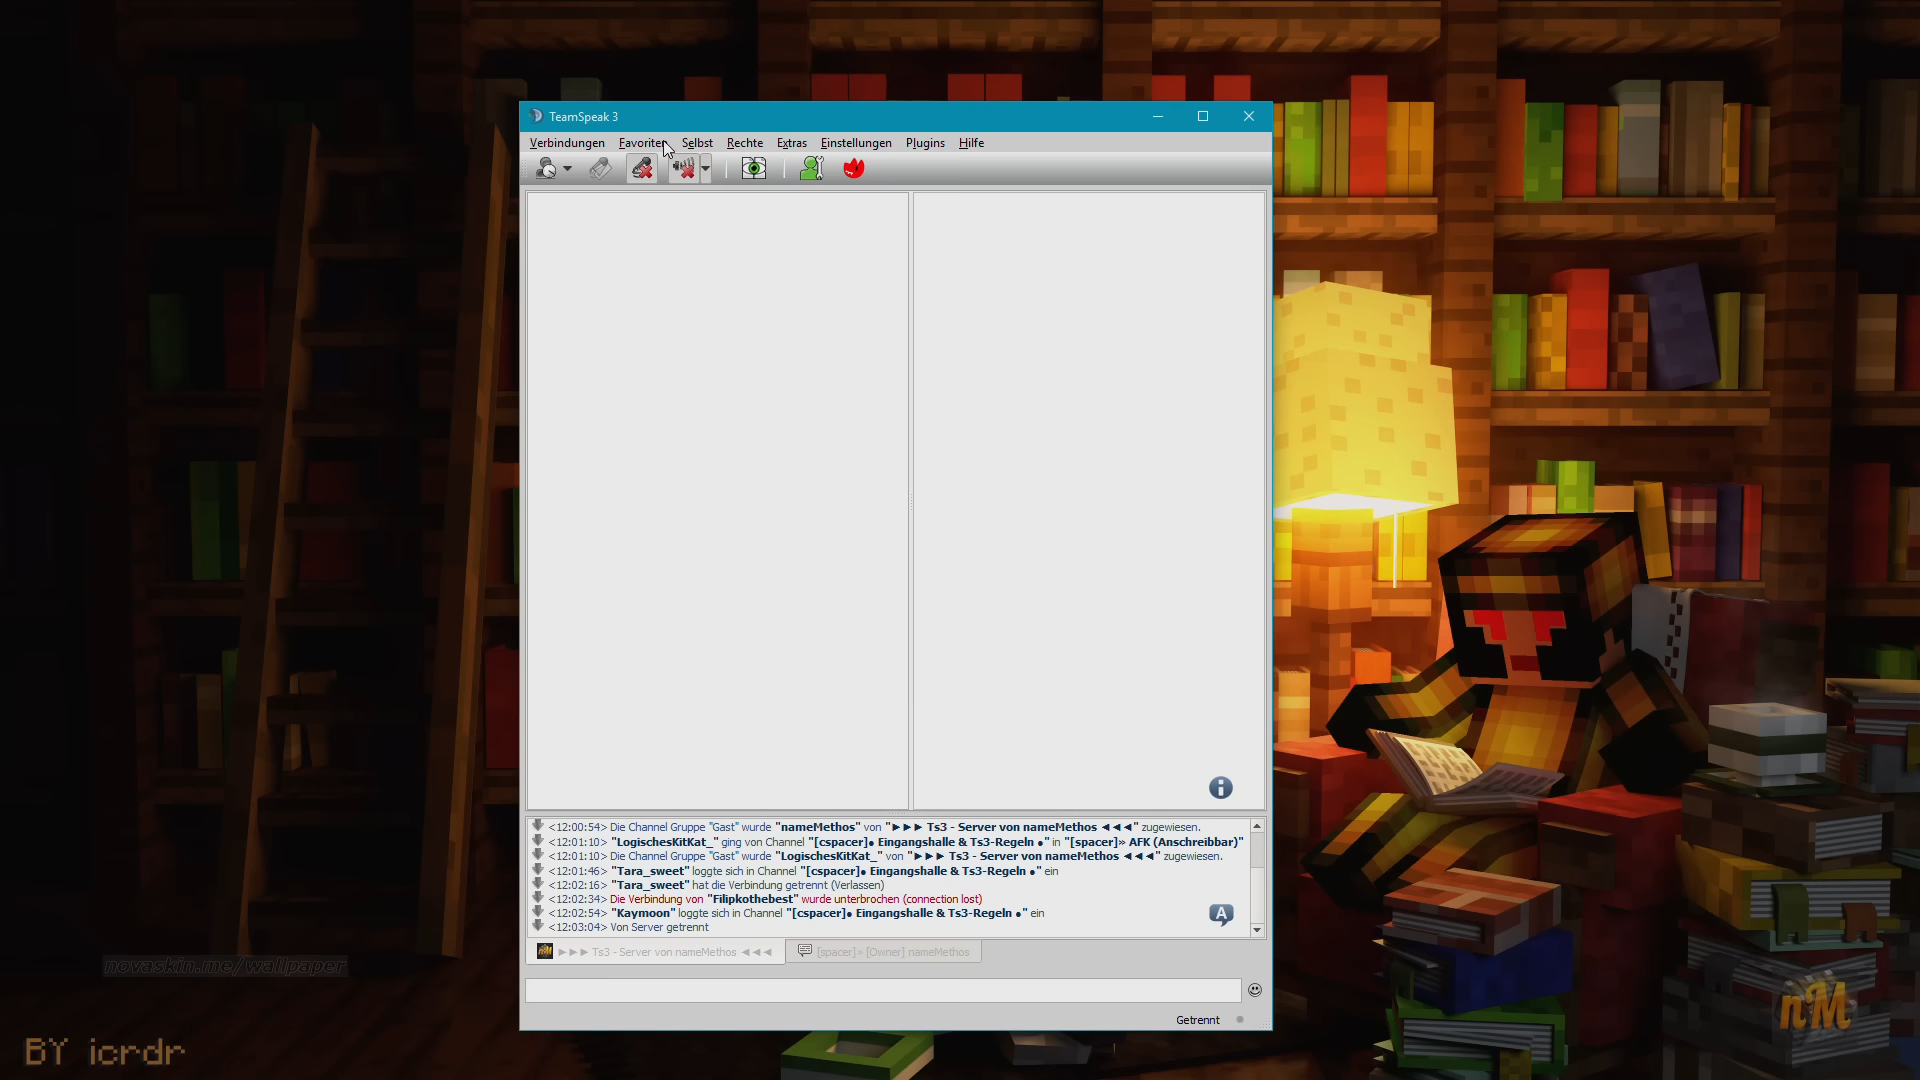 TeamSpeak 3
Verbindungen Favoriten Selbst Rechte Extras Einstellungen Plugins Hilfe
<12:00:54> Die Channel Gruppe "Gast" wurde "nameMethos" von "►►► Ts3 - Server von nameMethos ◄◄◄" zugewiesen.
<12:01:10> "LogischesKitKat_" ging von Channel "[cspacer]● Eingangshalle & Ts3-Regeln ●" in "[spacer]» AFK (Anschreibbar)"
<12:01:10> Die Channel Gruppe "Gast" wurde "LogischesKitKat_" von "►►► Ts3 - Server von nameMethos ◄◄◄" zugewiesen.
<12:01:46> "Tara_sweet" loggte sich in Channel "[cspacer]● Eingangshalle & Ts3-Regeln ●" ein
<12:02:16> "Tara_sweet" hat die Verbindung getrennt (Verlassen)
<12:02:34> Die Verbindung von "Filipkothebest" wurde unterbrochen (connection lost)
<12:02:54> "Kaymoon" loggte sich in Channel "[cspacer]● Eingangshalle & Ts3-Regeln ●" ein
<12:03:04> Von Server getrennt
A
►►► Ts3 - Server von nameMethos ◄◄◄ [spacer]» [Owner] nameMethos
Getrennt
novaskin.me/wallpaper
nM
BY icrdr